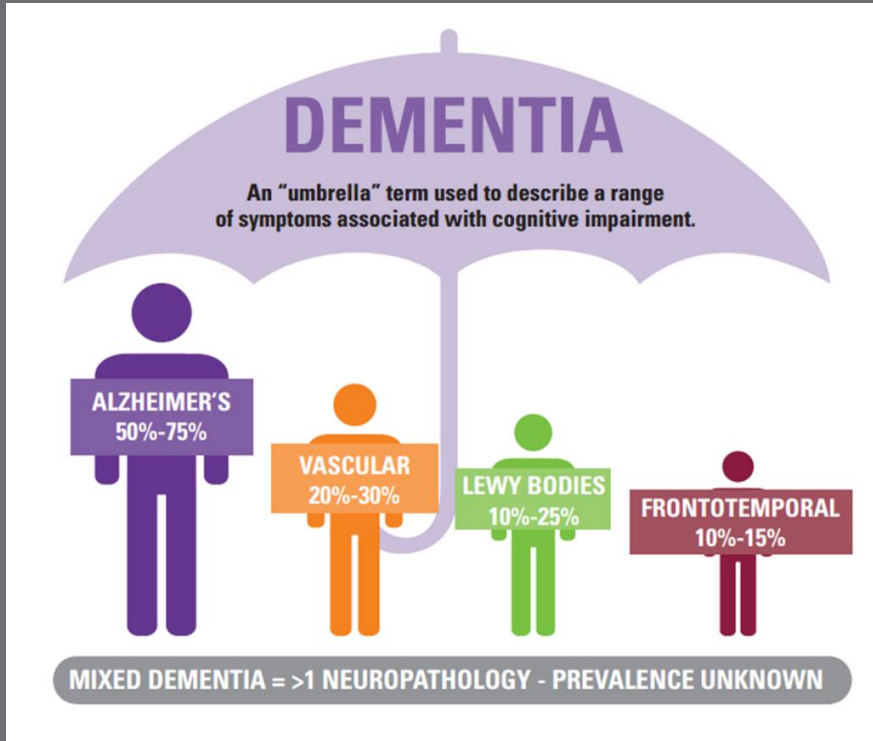 DEMENTIA
An “umbrella” term used to describe a range
of symptoms associated with cognitive impairment.
ALZHEIMER'S
50%-75%
VASCULAR
20%-30%
LEWY BODIES
10%-25%
FRONTOTEMPORAL
10%-15%
MIXED DEMENTIA = >1 NEUROPATHOLOGY - PREVALENCE UNKNOWN